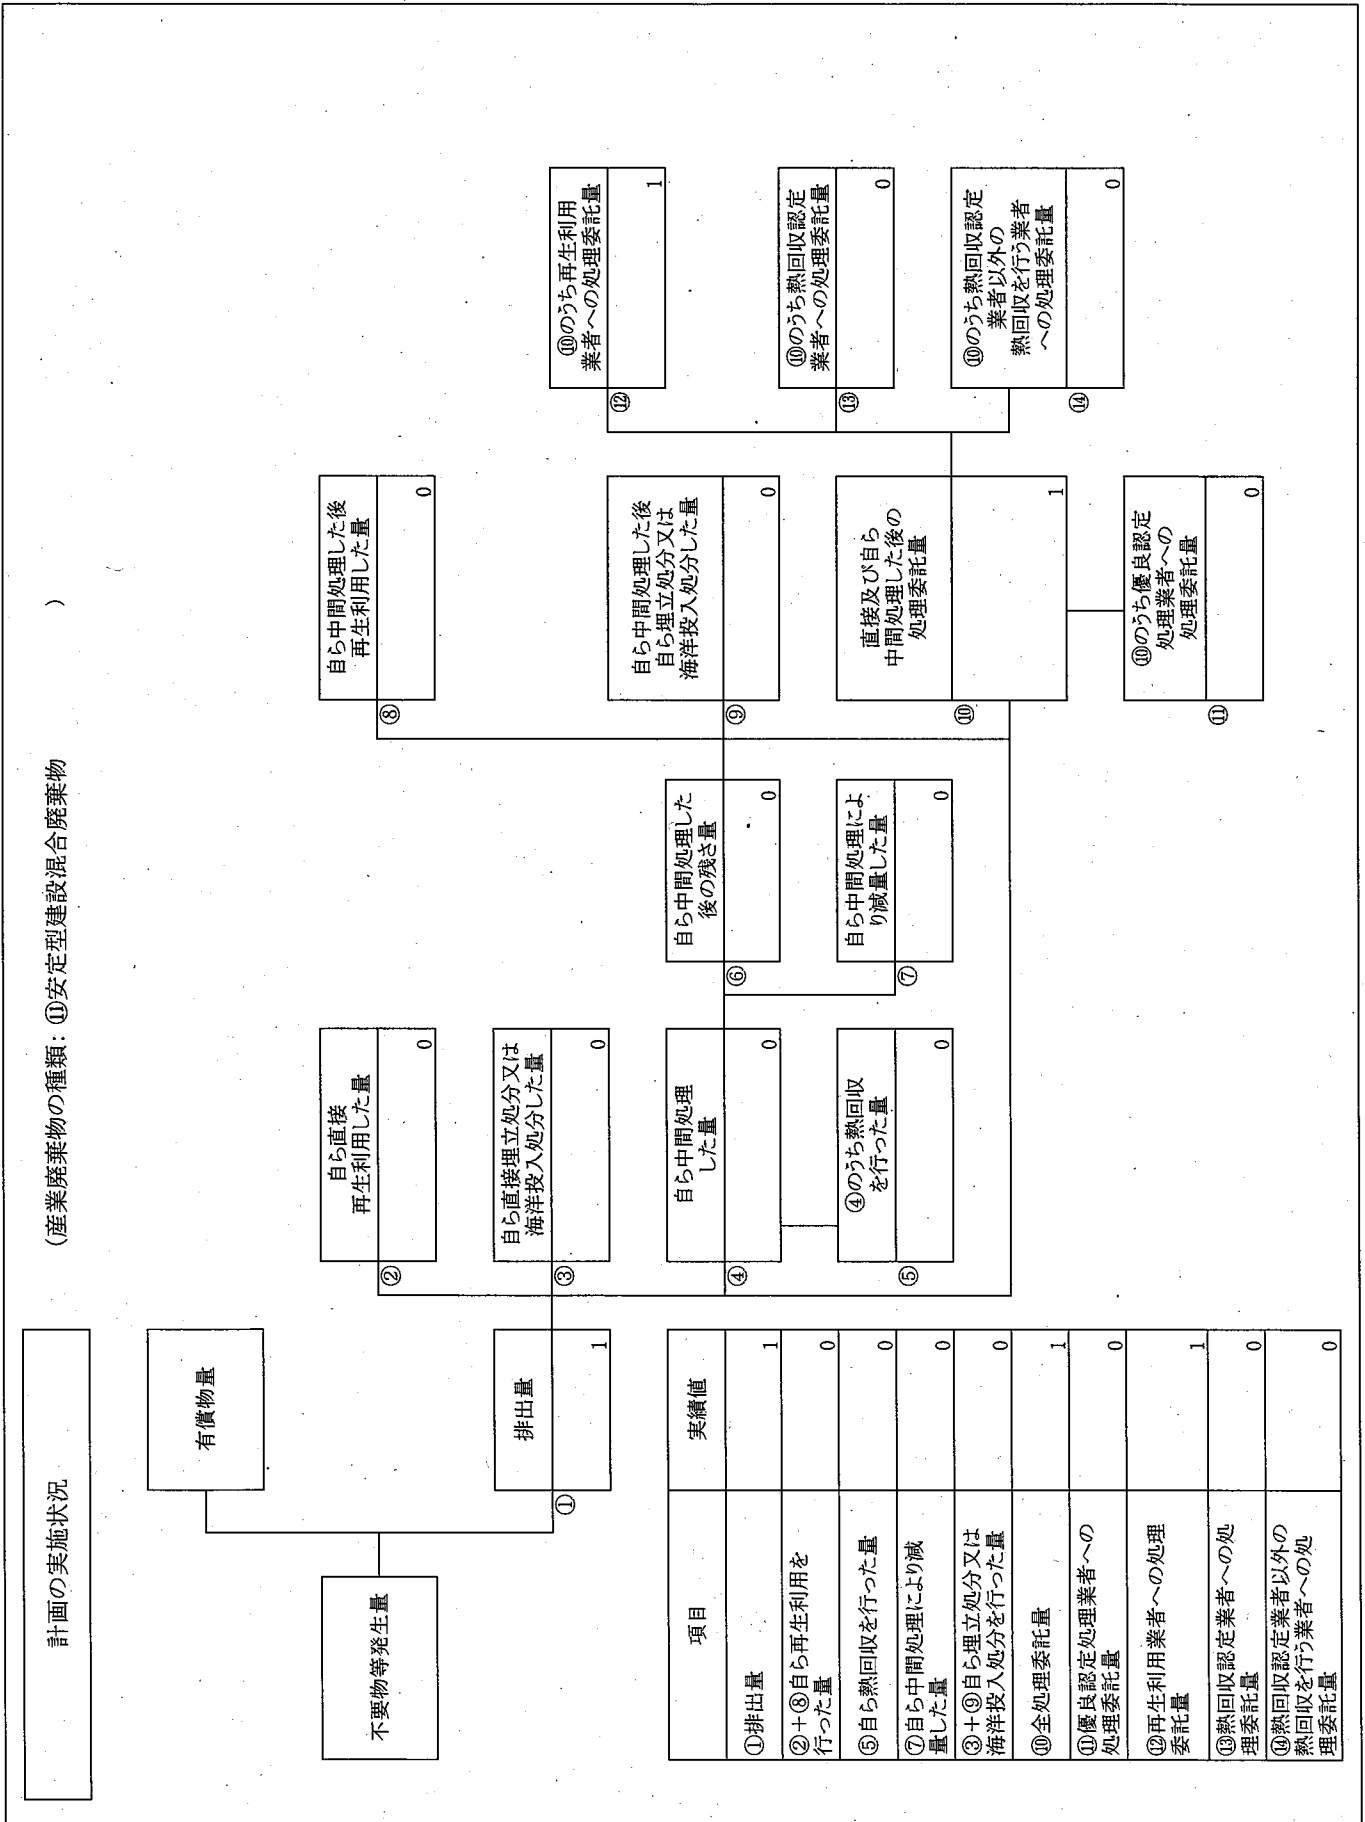 計画の実施状況
(産業廃棄物の種類：⑪安定型建設混合廃棄物 )
不要物等発生量
有償物量
排出量
①
1
自ら直接
再生利用した量
②
0
自ら直接埋立処分又は
海洋投入処分した量
③
0
自ら中間処理
した量
④
0
④のうち熱回収
を行った量
⑤
0
自ら中間処理した
後の残さ量
⑥
0
自ら中間処理によ
り減量した量
⑦
0
自ら中間処理した後
再生利用した量
⑧
0
自ら中間処理した後
自ら埋立処分又は
海洋投入処分した量
⑨
0
直接及び自ら
中間処理した後の
処理委託量
⑩
1
⑩のうち優良認定
処理業者への
処理委託量
⑪
0
⑩のうち再生利用
業者への処理委託量
⑫
1
⑩のうち熱回収認定
業者への処理委託量
⑬
0
⑩のうち熱回収認定
業者以外の
熱回収を行う業者
への処理委託量
⑭
0
項目 実績値
①排出量 1
②+⑧自ら再生利用を
行った量 0
⑤自ら熱回収を行った量 0
⑦自ら中間処理により減
量した量 0
③+⑨自ら埋立処分又は
海洋投入処分を行った量 0
⑩全処理委託量 1
⑪優良認定処理業者への
処理委託量 0
⑫再生利用業者への処理
委託量 1
⑬熱回収認定業者への処
理委託量 0
⑭熱回収認定業者以外の
熱回収を行う業者への処
理委託量 0